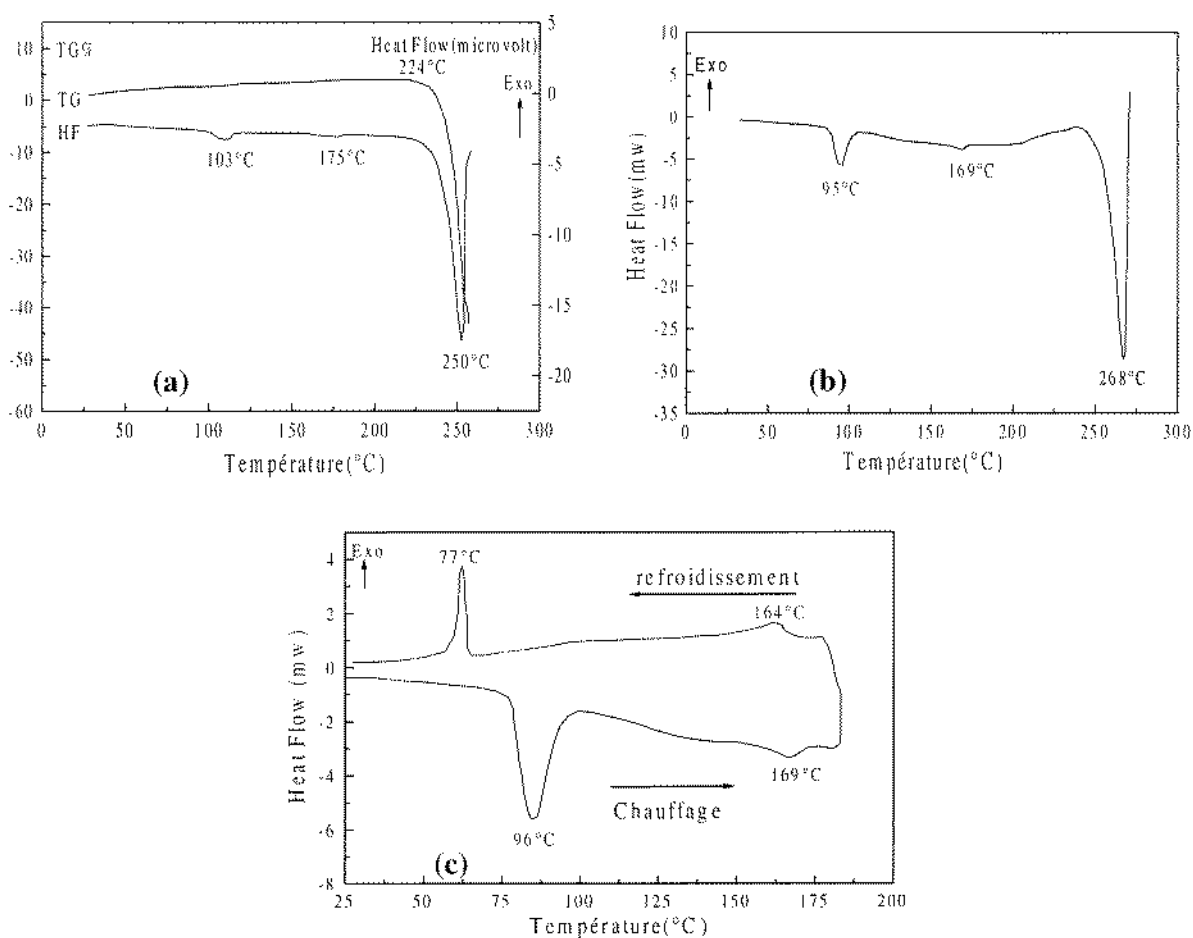 TG%
Heat Flow(microvolt)
224°C
Exo
TG
HF
103°C
175°C
250°C
(a)
10
0
-10
-20
-30
-40
-50
-60
5
0
-5
-10
-15
-20
0
50
100
150
200
250
300
Température(°C)
10
5
0
-5
-10
-15
-20
-25
-30
-35
Heat Flow(mw)
Exo
95°C
169°C
268°C
(b)
0
50
100
150
200
250
300
Température(°C)
4
2
0
-2
-4
-6
-8
Heat Flow (mw)
Exo
77°C
refroidissement
164°C
169°C
Chauffage
96°C
(c)
25
50
75
100
125
150
175
200
Température(°C)